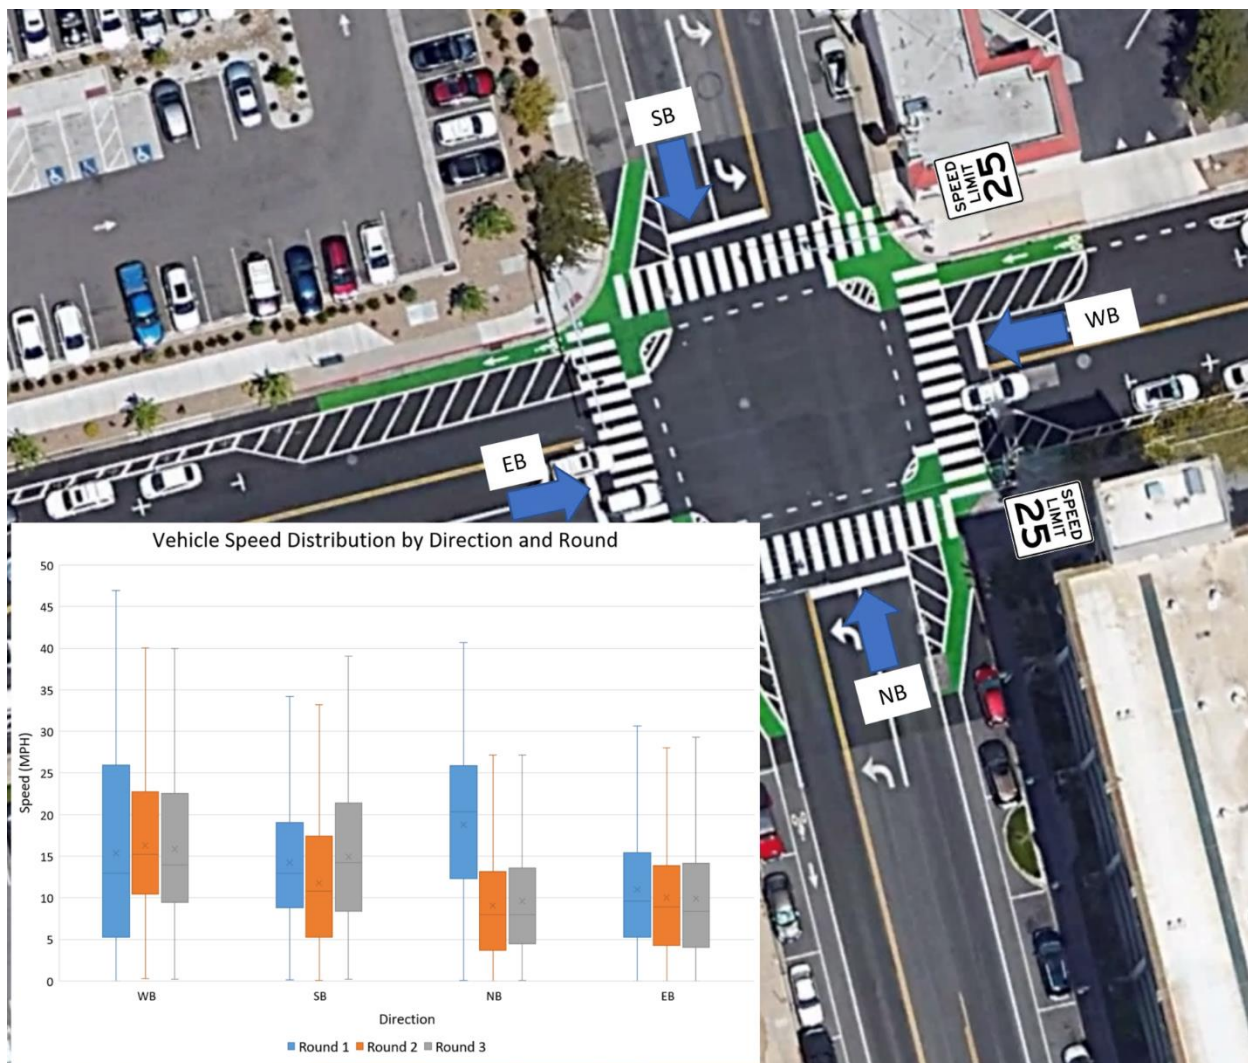 SB
SPEED
LIMIT
25
WB
EB
SPEED
LIMIT
25
NB
Vehicle Speed Distribution by Direction and Round
Speed (MPH)
50
45
40
35
30
25
20
15
10
5
0
WB SB NB EB
Direction
Round 1 Round 2 Round 3